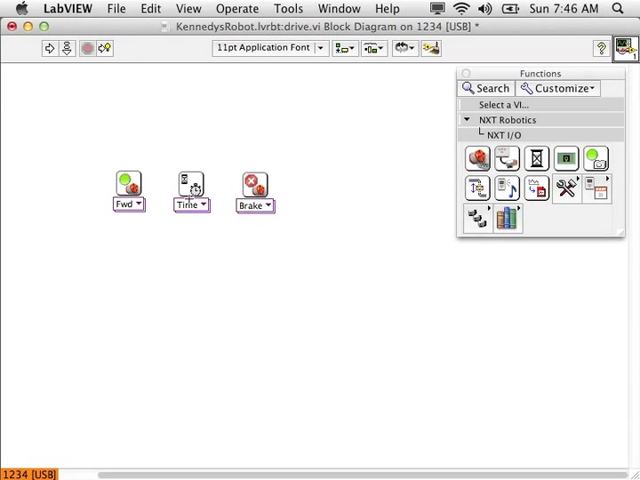 LabVIEW File Edit View Operate Tools Window Help Sun 7:46 AM
KennedysRobot.lvrbt:drive.vi Block Diagram on 1234 [USB] *
11pt Application Font ? 1
Functions
Search Customize
Select a VI...
NXT Robotics
NXT I/O
Fwd Time Brake
1234 [USB]